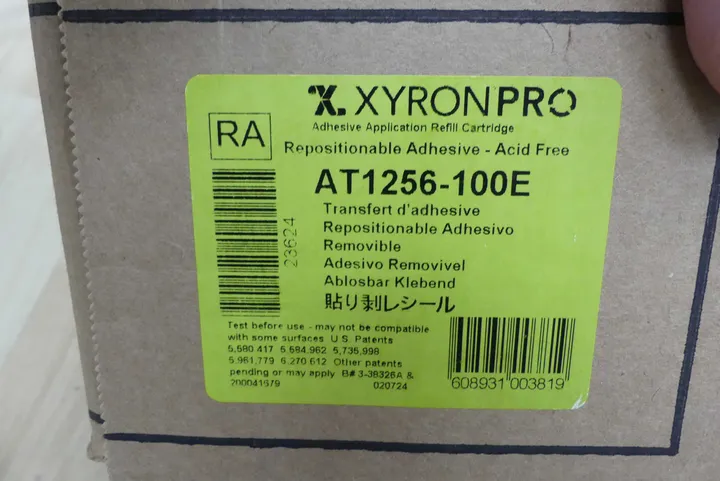 XYRONPRO
Adhesive Application Refill Cartridge
RA
Repositionable Adhesive - Acid Free
AT1256-100E
Transfert d'adhesive
Repositionable Adhesivo
Removible
Adesivo Removivel
Ablosbar Klebend
貼り剥レシール
23624
Test before use - may not be compatible
with some surfaces U.S. Patents
5,580 417 5 584,962 5,735,998
5 961,779 6 270 612 Other patents
pending or may apply B# 3-38326A &
200041679 020724
608931 003819